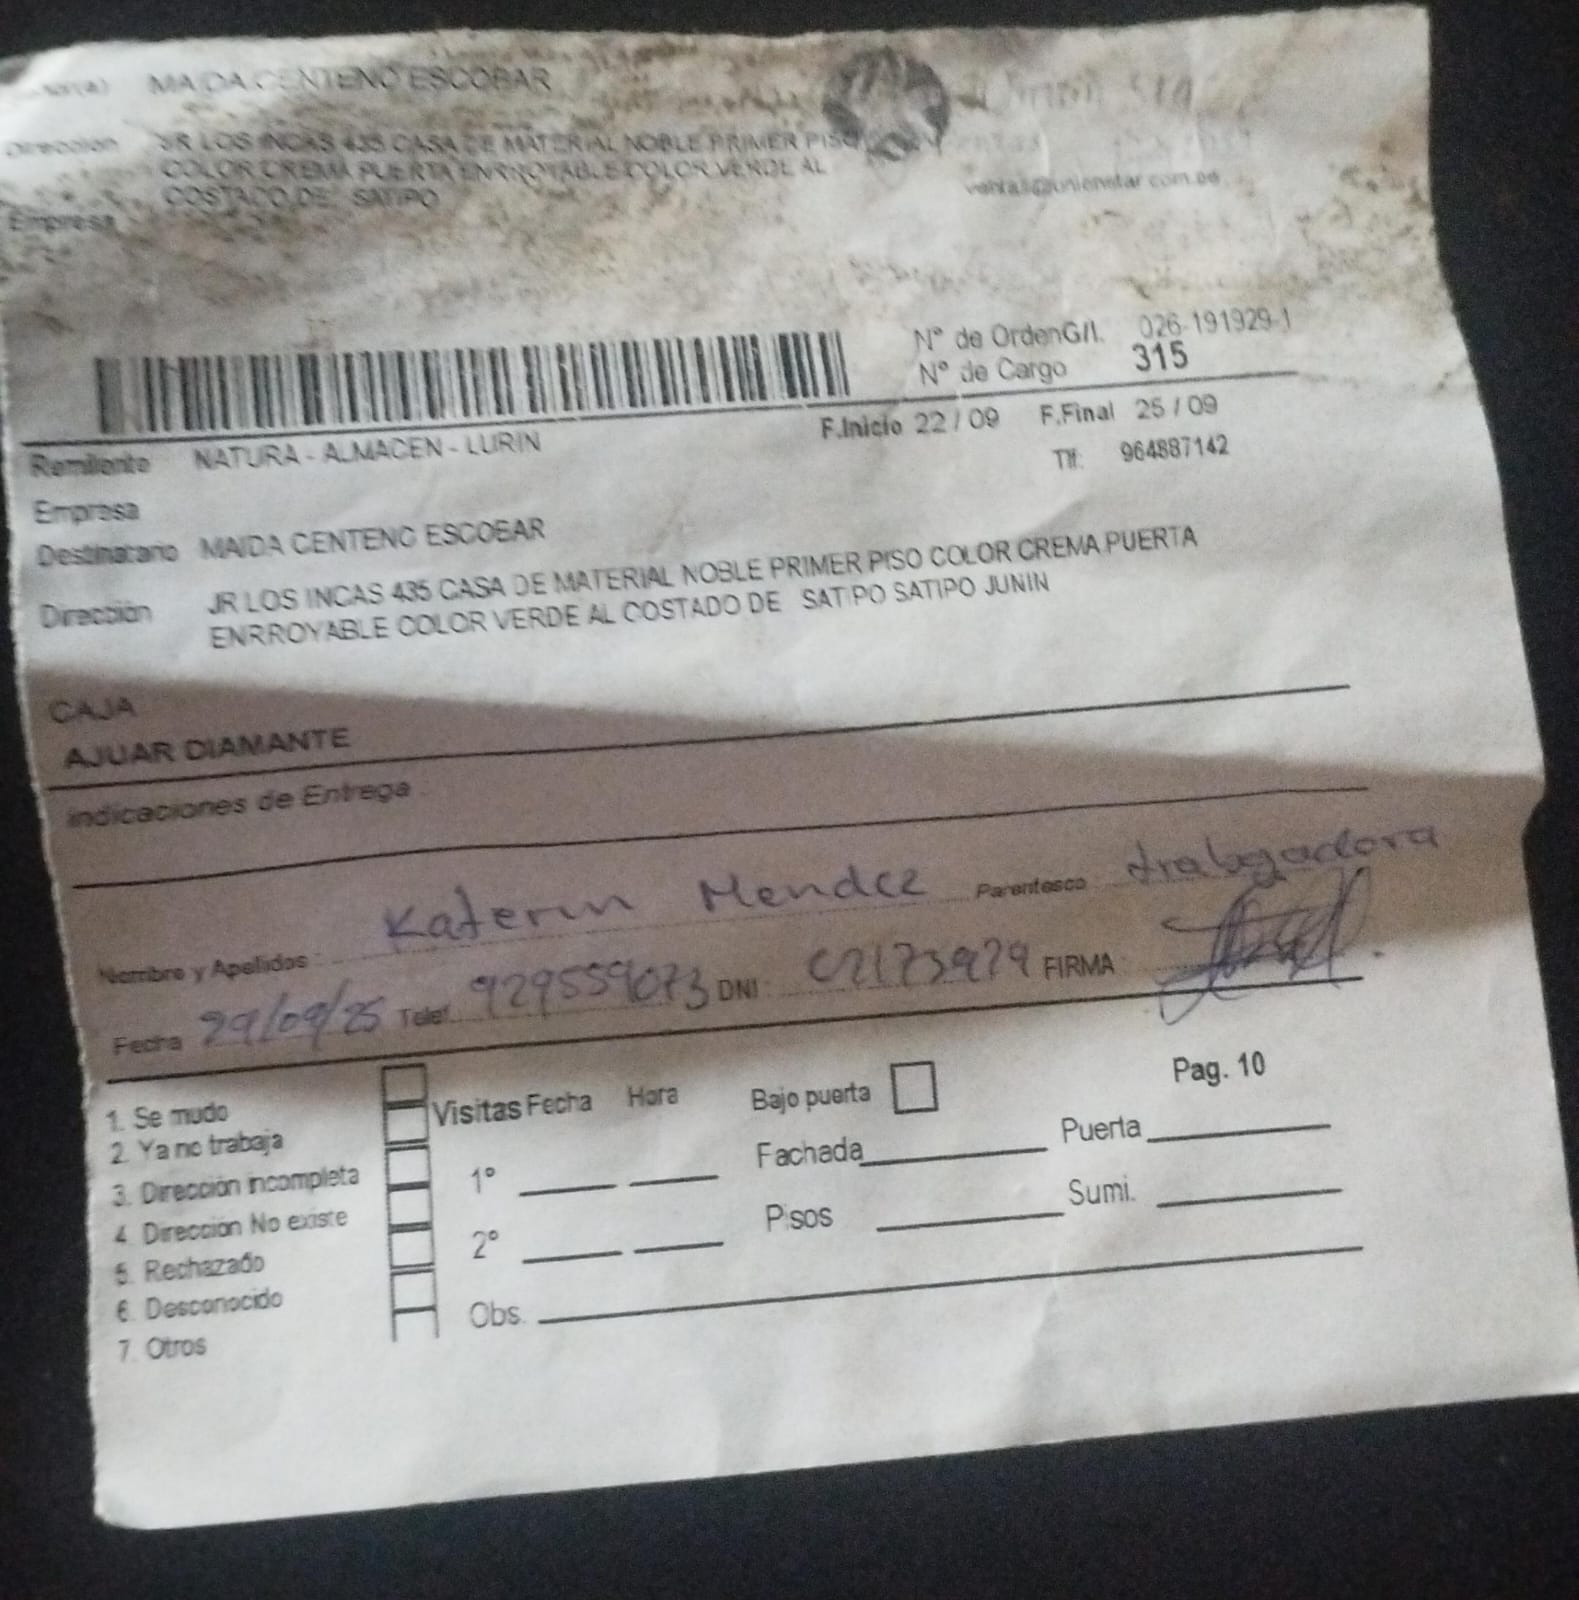 MAIDA CENTENO ESCOBAR
Dirección JR LOS INCAS 435 CASA DE MATERIAL NOBLE PRIMER PISO
COLOR CREMA PUERTA ENRROYABLE COLOR VERDE AL
COSTADO DE SATIPO
Empresa
Union Star
ventas@unionstar.com.pe
N° de OrdenG/I. 026-191929-1
N° de Cargo 315
F.Inicio 22 / 09 F.Final 25 / 09
Remitente NATURA - ALMACEN - LURIN
Tlf: 964887142
Empresa
Destinatario MAIDA CENTENO ESCOBAR
Dirección JR LOS INCAS 435 CASA DE MATERIAL NOBLE PRIMER PISO COLOR CREMA PUERTA
ENRROYABLE COLOR VERDE AL COSTADO DE SATIPO SATIPO JUNIN
CAJA
AJUAR DIAMANTE
Indicaciones de Entrega :
Nombre y Apellidos : Katerin Mendez Parentesco trabajadora
Fecha 29/09/25 Telef. 929559073 DNI : 02173979 FIRMA :
Pag. 10
1. Se mudo
2. Ya no trabaja
3. Dirección incompleta
4. Dirección No existe
5. Rechazado
6. Desconocido
7. Otros
Visitas Fecha Hora
1°
2°
Obs.
Bajo puerta
Fachada Puerta
Pisos Sumi.